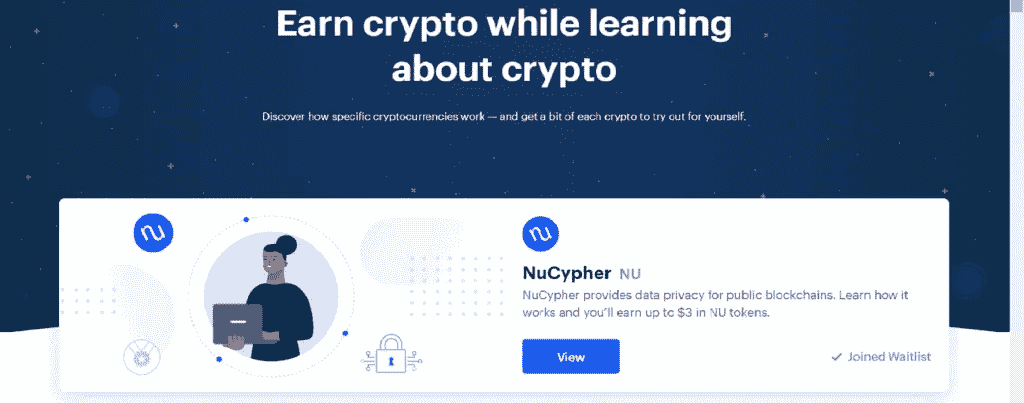 Earn crypto while learning
about crypto
Discover how specific cryptocurrencies work — and get a bit of each crypto to try out for yourself.
NuCypher NU
NuCypher provides data privacy for public blockchains. Learn how it
works and you'll earn up to $3 in NU tokens.
View
Joined Waitlist